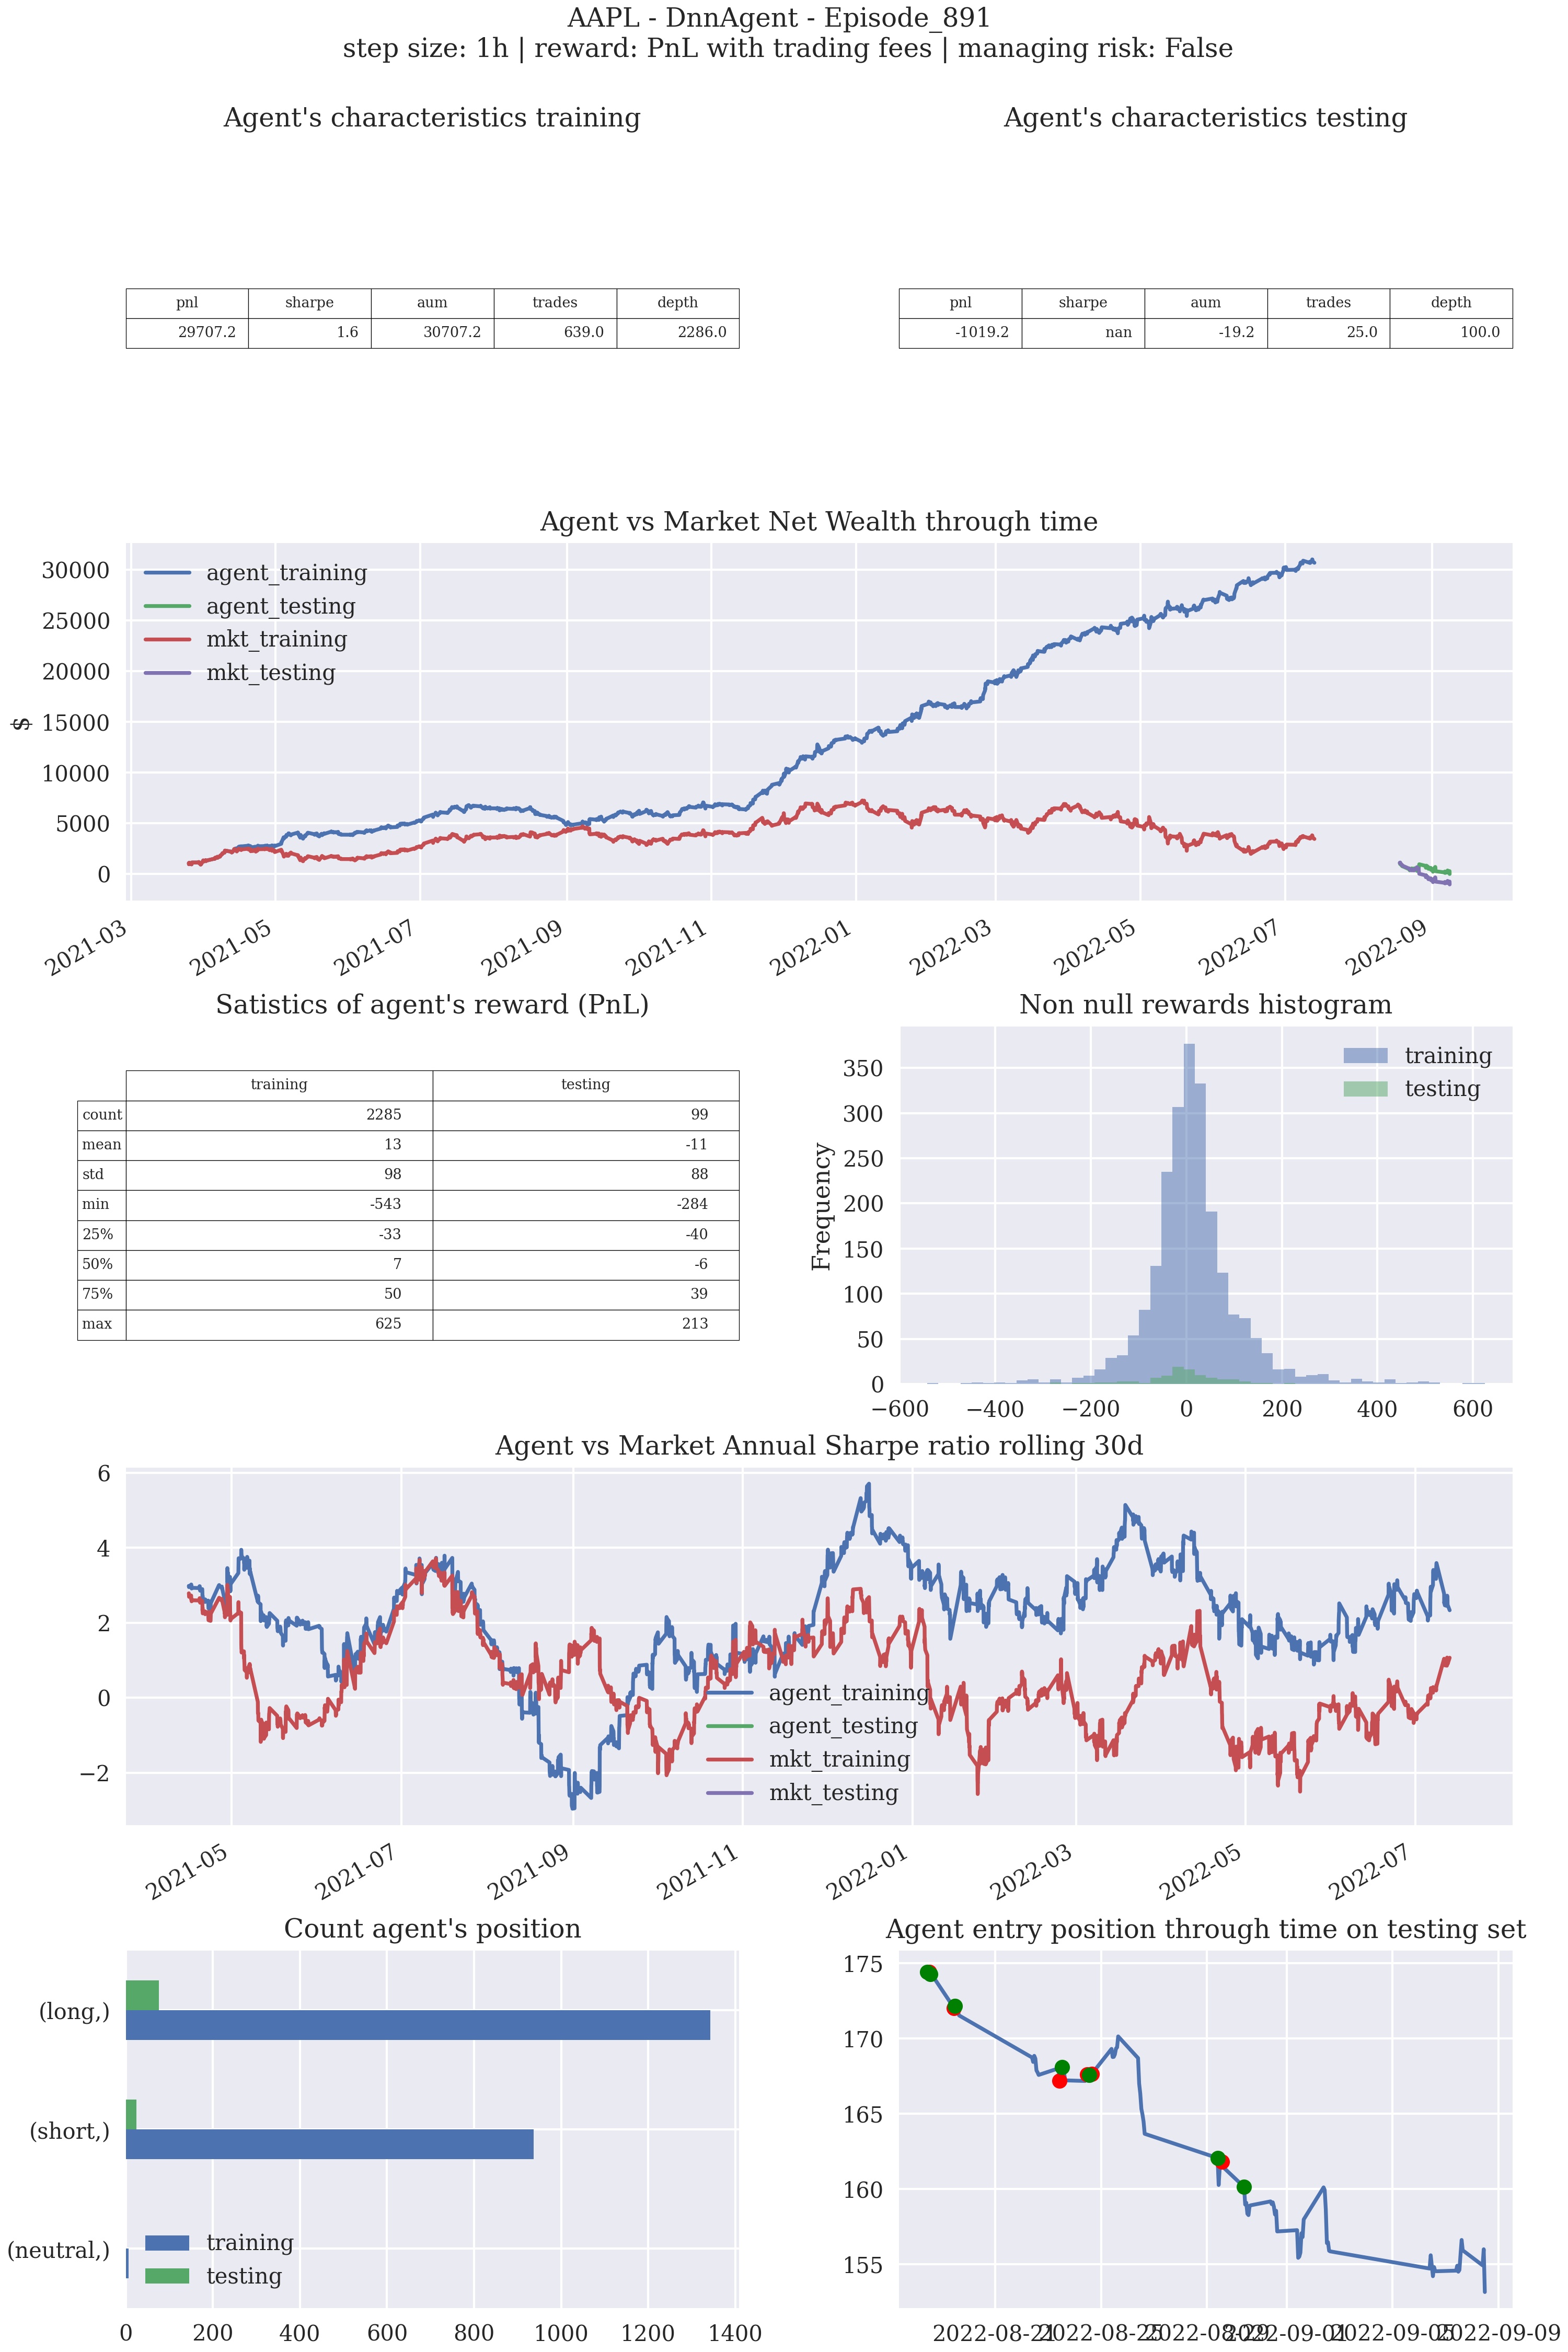 AAPL - DnnAgent - Episode_891
step size: 1h | reward: PnL with trading fees | managing risk: False
Agent's characteristics training
pnl sharpe aum trades depth
29707.2 1.6 30707.2 639.0 2286.0
Agent's characteristics testing
pnl sharpe aum trades depth
-1019.2 nan -19.2 25.0 100.0
Agent vs Market Net Wealth through time
$
30000
25000
20000
15000
10000
5000
0
agent_training
agent_testing
mkt_training
mkt_testing
2021-03 2021-05 2021-07 2021-09 2021-11 2022-01 2022-03 2022-05 2022-07 2022-09
Satistics of agent's reward (PnL)
training testing
count 2285 99
mean 13 -11
std 98 88
min -543 -284
25% -33 -40
50% 7 -6
75% 50 39
max 625 213
Non null rewards histogram
Frequency
350
300
250
200
150
100
50
0
training
testing
−600 −400 −200 0 200 400 600
Agent vs Market Annual Sharpe ratio rolling 30d
6
4
2
0
−2
agent_training
agent_testing
mkt_training
mkt_testing
2021-05 2021-07 2021-09 2021-11 2022-01 2022-03 2022-05 2022-07
Count agent's position
(long,)
(short,)
(neutral,)
training
testing
0 200 400 600 800 1000 1200 1400
Agent entry position through time on testing set
175
170
165
160
155
2022-08-21 2022-08-25 2022-08-29 2022-09-01 2022-09-05 2022-09-09